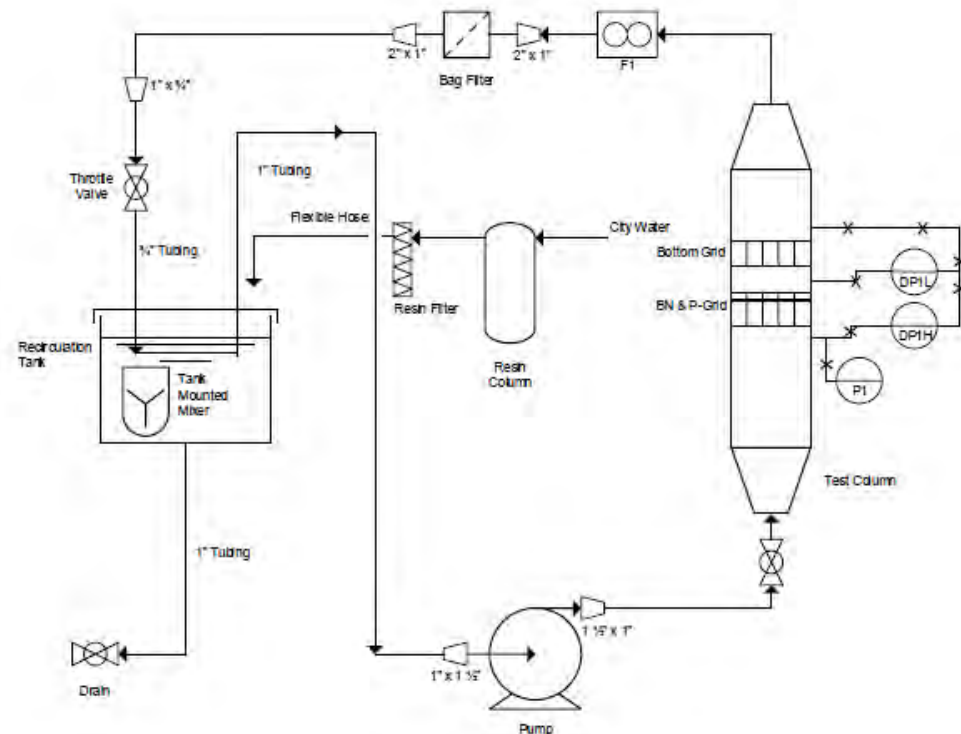 2" x 1"
Bag Filter
2" x 1"
F1
1" x ¾"
Throttle
Valve
1" Tubing
¾" Tubing
Flexible Hose
City Water
Bottom Grid
DP1L
Resin Filter
BN & P-Grid
DP1H
Recirculation
Tank
Tank
Mounted
Mixer
Resin
Column
P1
Test Column
1" Tubing
1 ½" x 1"
1" x 1 ½"
Drain
Pump